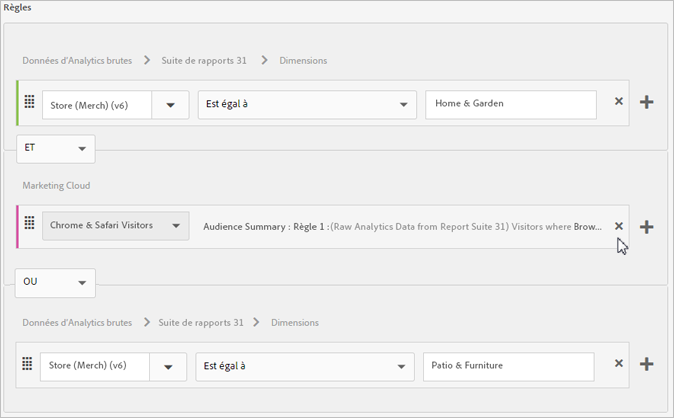 Règles
Données d'Analytics brutes Suite de rapports 31 Dimensions
Store (Merch) (v6) Est égal à Home & Garden
ET
Marketing Cloud
Chrome & Safari Visitors Audience Summary : Règle 1 :(Raw Analytics Data from Report Suite 31) Visitors where Brow...
OU
Données d'Analytics brutes Suite de rapports 31 Dimensions
Store (Merch) (v6) Est égal à Patio & Furniture